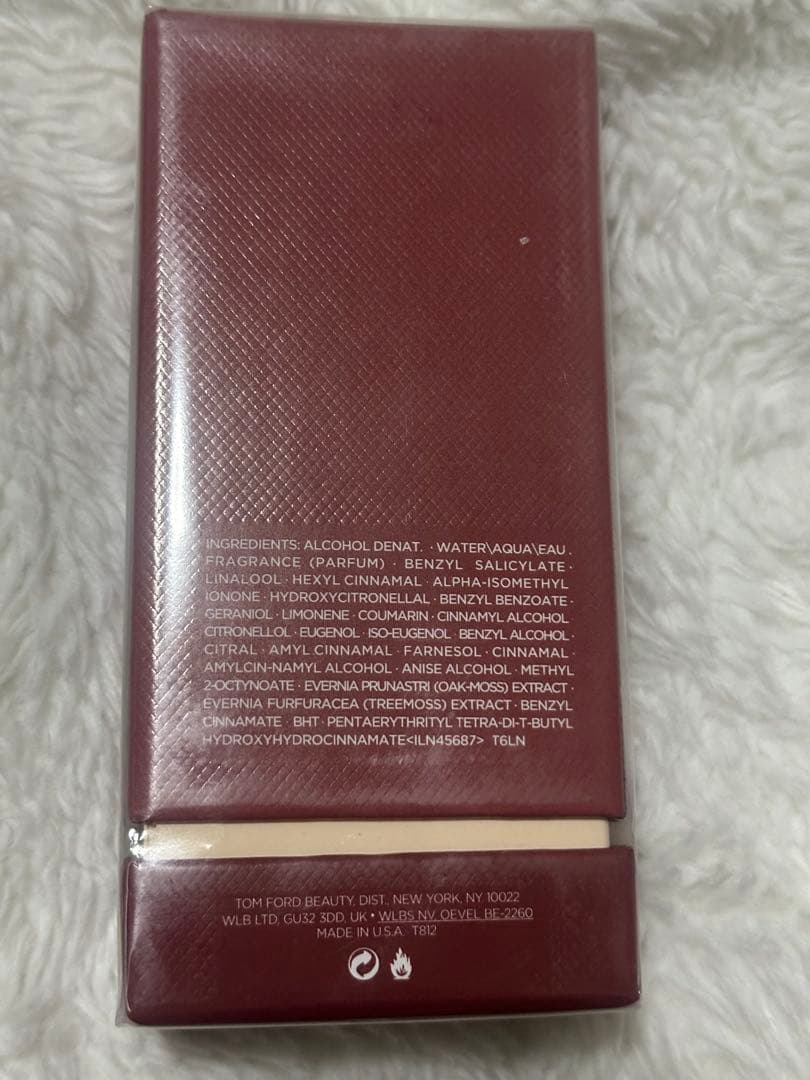 INGREDIENTS: ALCOHOL DENAT. · WATER\AQUA\EAU .
FRAGRANCE (PARFUM) · BENZYL SALICYLATE ·
LINALOOL · HEXYL CINNAMAL · ALPHA-ISOMETHYL
IONONE · HYDROXYCITRONELLAL · BENZYL BENZOATE ·
GERANIOL · LIMONENE · COUMARIN · CINNAMYL ALCOHOL
CITRONELLOL · EUGENOL · ISO-EUGENOL · BENZYL ALCOHOL ·
CITRAL · AMYL CINNAMAL · FARNESOL · CINNAMAL ·
AMYLCIN-NAMYL ALCOHOL · ANISE ALCOHOL · METHYL
2-OCTYNOATE · EVERNIA PRUNASTRI (OAK-MOSS) EXTRACT ·
EVERNIA FURFURACEA (TREEMOSS) EXTRACT · BENZYL
CINNAMATE · BHT · PENTAERYTHRITYL TETRA-DI-T-BUTYL
HYDROXYHYDROCINNAMATE<ILN45687> T6LN
TOM FORD BEAUTY, DIST., NEW YORK, NY 10022
WLB LTD, GU32 3DD, UK • WLBS NV, OEVEL BE-2260
MADE IN U.S.A. T812